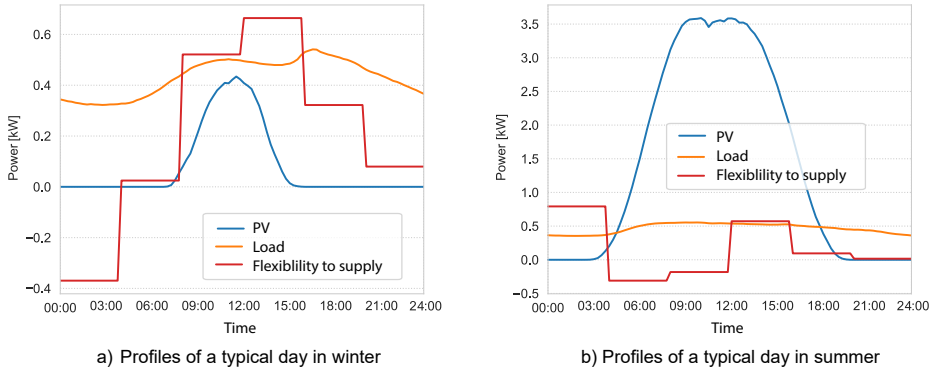 0.6
0.4
0.2
0.0
−0.2
−0.4
Power [kW]
PV
Load
Flexiblility to supply
00:00 03:00 06:00 09:00 12:00 15:00 18:00 21:00 24:00
Time
a) Profiles of a typical day in winter
3.5
3.0
2.5
2.0
1.5
1.0
0.5
0.0
−0.5
Power [kW]
PV
Load
Flexiblility to supply
00:00 03:00 06:00 09:00 12:00 15:00 18:00 21:00 24:00
Time
b) Profiles of a typical day in summer